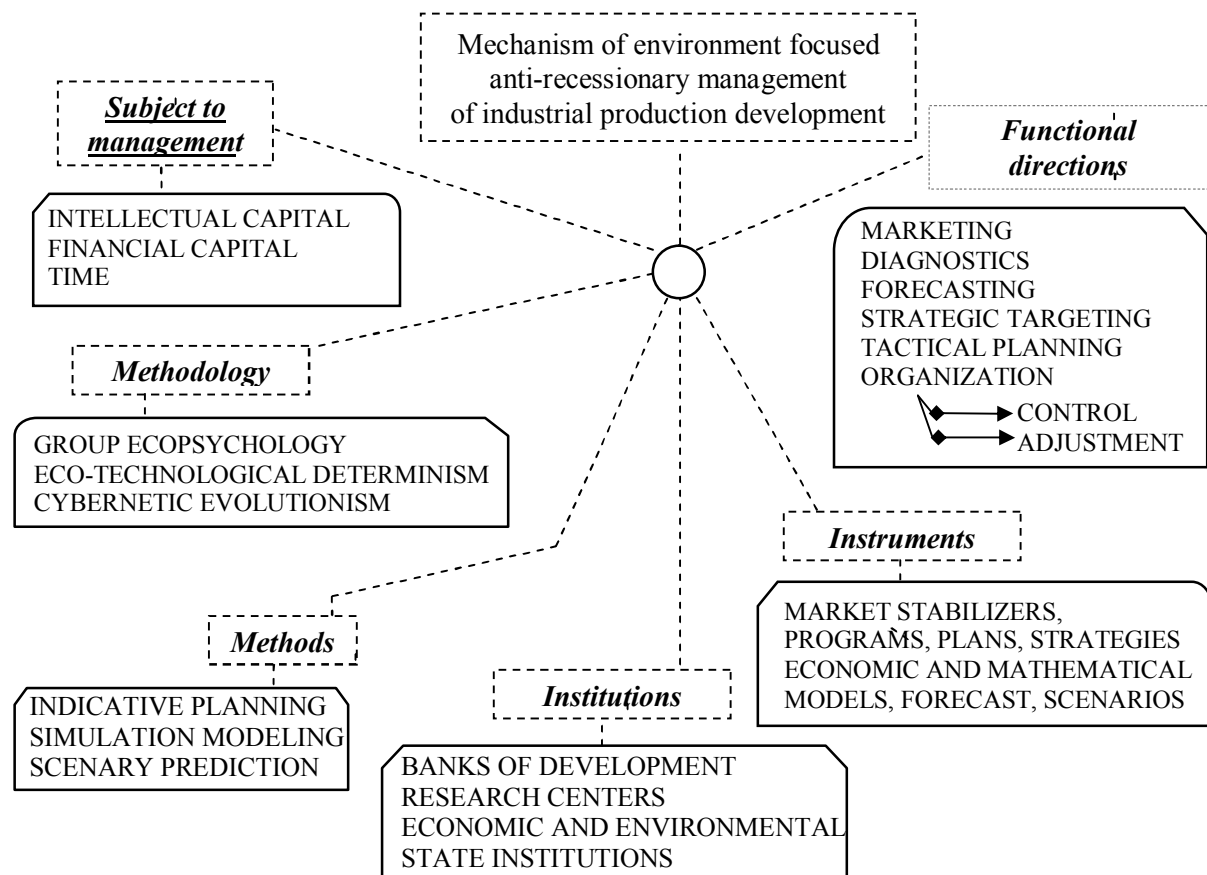 Mechanism of environment focused
anti-recessionary management
of industrial production development
Subject to
management
INTELLECTUAL CAPITAL
FINANCIAL CAPITAL
TIME
Functional
directions
MARKETING
DIAGNOSTICS
FORECASTING
STRATEGIC TARGETING
TACTICAL PLANNING
ORGANIZATION
CONTROL
ADJUSTMENT
Methodology
GROUP ECOPSYCHOLOGY
ECO-TECHNOLOGICAL DETERMINISM
CYBERNETIC EVOLUTIONISM
Instruments
MARKET STABILIZERS,
PROGRAMS, PLANS, STRATEGIES
ECONOMIC AND MATHEMATICAL
MODELS, FORECAST, SCENARIOS
Methods
INDICATIVE PLANNING
SIMULATION MODELING
SCENARY PREDICTION
Institutions
BANKS OF DEVELOPMENT
RESEARCH CENTERS
ECONOMIC AND ENVIRONMENTAL
STATE INSTITUTIONS